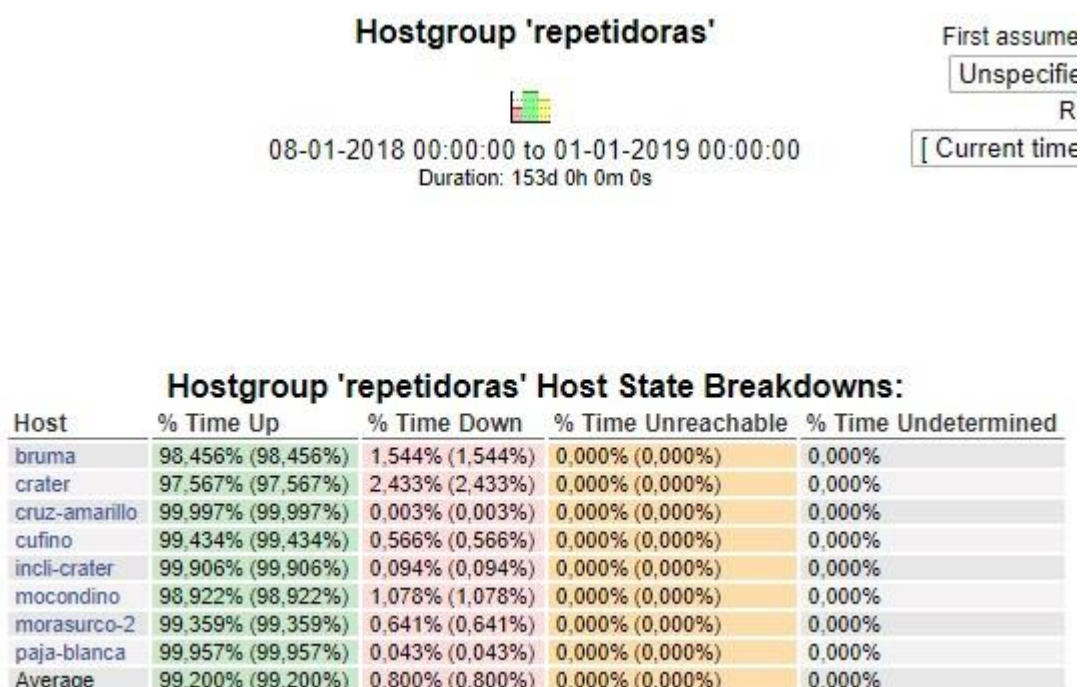 Hostgroup 'repetidoras'
First assume
Unspecifie
R
[ Current time
08-01-2018 00:00:00 to 01-01-2019 00:00:00
Duration: 153d 0h 0m 0s
Hostgroup 'repetidoras' Host State Breakdowns:
Host % Time Up % Time Down % Time Unreachable % Time Undetermined
bruma 98,456% (98,456%) 1,544% (1,544%) 0,000% (0,000%) 0,000%
crater 97,567% (97,567%) 2,433% (2,433%) 0,000% (0,000%) 0,000%
cruz-amarillo 99,997% (99,997%) 0,003% (0,003%) 0,000% (0,000%) 0,000%
cufino 99,434% (99,434%) 0,566% (0,566%) 0,000% (0,000%) 0,000%
incli-crater 99,906% (99,906%) 0,094% (0,094%) 0,000% (0,000%) 0,000%
mocondino 98,922% (98,922%) 1,078% (1,078%) 0,000% (0,000%) 0,000%
morasurco-2 99,359% (99,359%) 0,641% (0,641%) 0,000% (0,000%) 0,000%
paja-blanca 99,957% (99,957%) 0,043% (0,043%) 0,000% (0,000%) 0,000%
Average 99,200% (99,200%) 0,800% (0,800%) 0,000% (0,000%) 0,000%